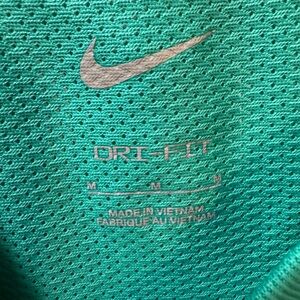 DRI-FIT
M M M
MADE IN VIETNAM
FABRIQUÉ AU VIETNAM